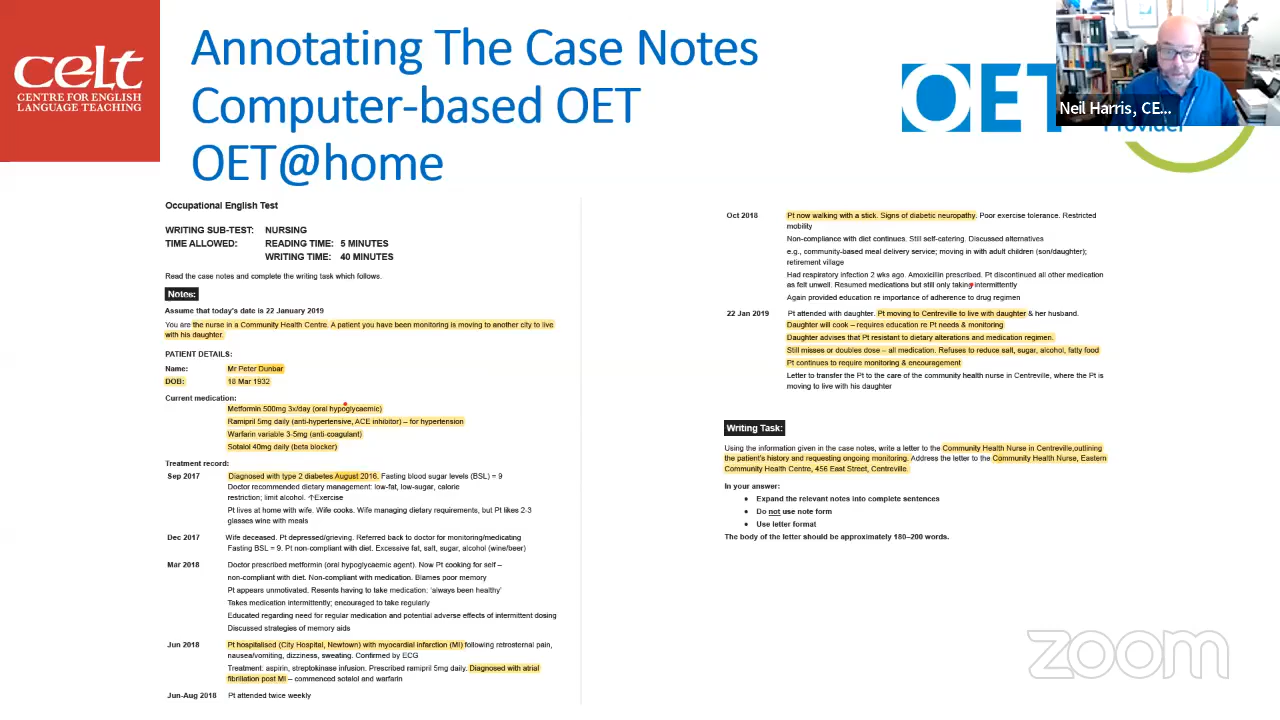 celt
CENTRE FOR ENGLISH
LANGUAGE TEACHING
Annotating The Case Notes
Computer-based OET
OET@home
OET
Provider
Neil Harris, CE...
Occupational English Test
WRITING SUB-TEST: NURSING
TIME ALLOWED: READING TIME: 5 MINUTES
WRITING TIME: 40 MINUTES
Read the case notes and complete the writing task which follows.
Notes:
Assume that today's date is 22 January 2019
You are the nurse in a Community Health Centre. A patient you have been monitoring is moving to another city to live
with his daughter.
PATIENT DETAILS:
Name: Mr Peter Dunbar
DOB: 18 Mar 1932
Current medication:
Metformin 500mg 3x/day (oral hypoglycaemic)
Ramipril 5mg daily (anti-hypertensive, ACE inhibitor) – for hypertension
Warfarin variable 3-5mg (anti-coagulant)
Sotalol 40mg daily (beta blocker)
Treatment record:
Sep 2017 Diagnosed with type 2 diabetes August 2016. Fasting blood sugar levels (BSL) = 9
Doctor recommended dietary management: low-fat, low-sugar, calorie
restriction; limit alcohol. ↑Exercise
Pt lives at home with wife. Wife cooks. Wife managing dietary requirements, but Pt likes 2-3
glasses wine with meals
Dec 2017 Wife deceased. Pt depressed/grieving. Referred back to doctor for monitoring/medicating
Fasting BSL = 9. Pt non-compliant with diet. Excessive fat, salt, sugar, alcohol (wine/beer)
Mar 2018 Doctor prescribed metformin (oral hypoglycaemic agent). Now Pt cooking for self –
non-compliant with diet. Non-compliant with medication. Blames poor memory
Pt appears unmotivated. Resents having to take medication: 'always been healthy'
Takes medication intermittently; encouraged to take regularly
Educated regarding need for regular medication and potential adverse effects of intermittent dosing
Discussed strategies of memory aids
Jun 2018 Pt hospitalised (City Hospital, Newtown) with myocardial infarction (MI) following retrosternal pain,
nausea/vomiting, dizziness, sweating. Confirmed by ECG
Treatment: aspirin, streptokinase infusion. Prescribed ramipril 5mg daily. Diagnosed with atrial
fibrillation post MI – commenced sotalol and warfarin
Jun-Aug 2018 Pt attended twice weekly
Oct 2018 Pt now walking with a stick. Signs of diabetic neuropathy. Poor exercise tolerance. Restricted
mobility
Non-compliance with diet continues. Still self-catering. Discussed alternatives
e.g., community-based meal delivery service; moving in with adult children (son/daughter);
retirement village
Had respiratory infection 2 wks ago. Amoxicillin prescribed. Pt discontinued all other medication
as felt unwell. Resumed medications but still only taking intermittently
Again provided education re importance of adherence to drug regimen
22 Jan 2019 Pt attended with daughter. Pt moving to Centreville to live with daughter & her husband.
Daughter will cook – requires education re Pt needs & monitoring
Daughter advises that Pt resistant to dietary alterations and medication regimen.
Still misses or doubles dose – all medication. Refuses to reduce salt, sugar, alcohol, fatty food
Pt continues to require monitoring & encouragement
Letter to transfer the Pt to the care of the community health nurse in Centreville, where the Pt is
moving to live with his daughter
Writing Task:
Using the information given in the case notes, write a letter to the Community Health Nurse in Centreville,outlining
the patient's history and requesting ongoing monitoring. Address the letter to the Community Health Nurse, Eastern
Community Health Centre, 456 East Street, Centreville.
In your answer:
• Expand the relevant notes into complete sentences
• Do not use note form
• Use letter format
The body of the letter should be approximately 180–200 words.
zoom